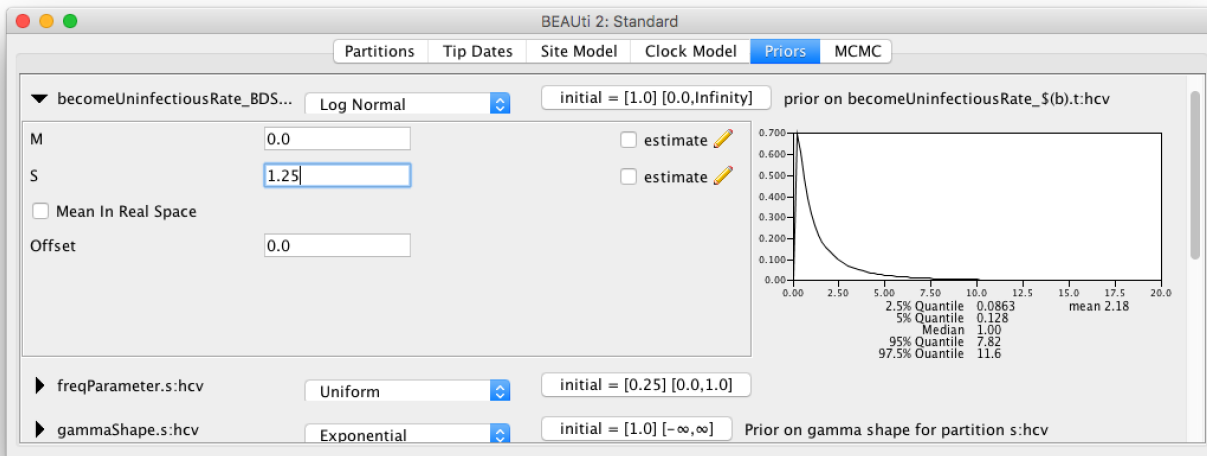 BEAUti 2: Standard
Partitions Tip Dates Site Model Clock Model Priors MCMC
becomeUninfectiousRate_BDS... Log Normal initial = [1.0] [0.0,Infinity] prior on becomeUninfectiousRate_$(b).t:hcv
M 0.0 estimate
S 1.25 estimate
Mean In Real Space
Offset 0.0
0.700
0.600
0.500
0.400
0.300
0.200
0.100
0.00
0.00 2.50 5.00 7.50 10.0 12.5 15.0 17.5 20.0
2.5% Quantile 0.0863 mean 2.18
5% Quantile 0.128
Median 1.00
95% Quantile 7.82
97.5% Quantile 11.6
freqParameter.s:hcv Uniform initial = [0.25] [0.0,1.0]
gammaShape.s:hcv Exponential initial = [1.0] [-∞,∞] Prior on gamma shape for partition s:hcv